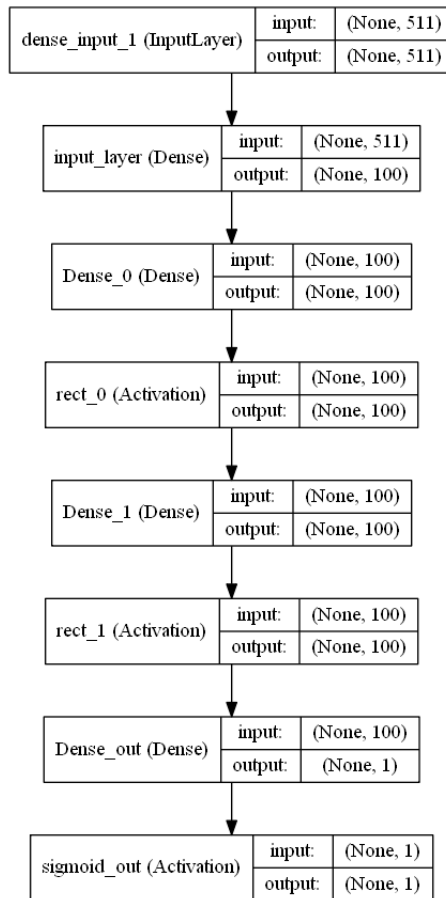 dense_input_1 (InputLayer) input: (None, 511)
output: (None, 511)
input_layer (Dense) input: (None, 511)
output: (None, 100)
Dense_0 (Dense) input: (None, 100)
output: (None, 100)
rect_0 (Activation) input: (None, 100)
output: (None, 100)
Dense_1 (Dense) input: (None, 100)
output: (None, 100)
rect_1 (Activation) input: (None, 100)
output: (None, 100)
Dense_out (Dense) input: (None, 100)
output: (None, 1)
sigmoid_out (Activation) input: (None, 1)
output: (None, 1)